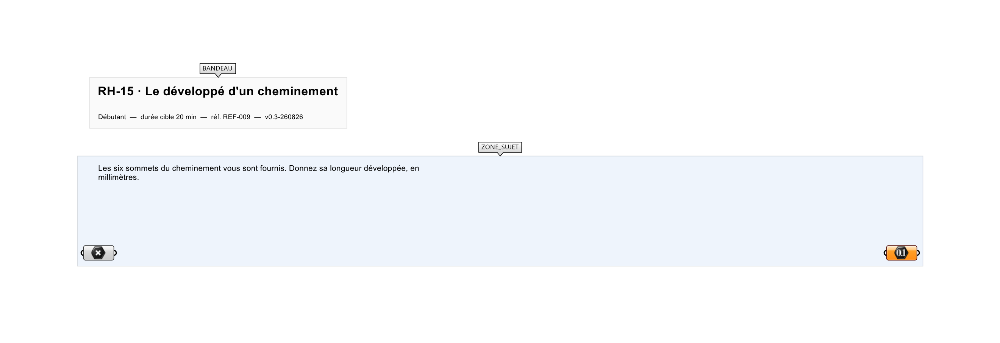 BANDEAU
RH-15 · Le développé d'un cheminement
Débutant — durée cible 20 min — réf. REF-009 — v0.3-260826
ZONE_SUJET
Les six sommets du cheminement vous sont fournis. Donnez sa longueur développée, en
millimètres.
0.1